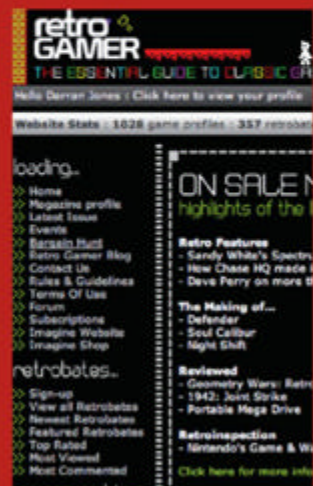 retro
GAMER
THE ESSENTIAL GUIDE TO CLASSIC GA
Hello Darran Jones : Click here to view your profile
Website Stats : 1028 game profiles : 357 retrobat
loading...
Home
Magazine profile
Latest Issue
Events
Bargain Hunt
Retro Gamer Blog
Contact Us
Rules & Guidelines
Terms Of Use
Forum
Subscriptions
Imagine Website
Imagine Shop
retrobates...
Sign-up
View all Retrobates
Newest Retrobates
Featured Retrobates
Top Rated
Most Viewed
Most Commented
ON SALE N
highlights of the
Retro Features
- Sandy White's Spectru
- How Chase HQ made i
- Dave Perry on more th
The Making of...
- Defender
- Soul Calibur
- Night Shift
Reviewed
- Geometry Wars: Retro
- 1942: Joint Strike
- Portable Mega Drive
Retroinspection
- Nintendo's Game & Wa
Click here for more info